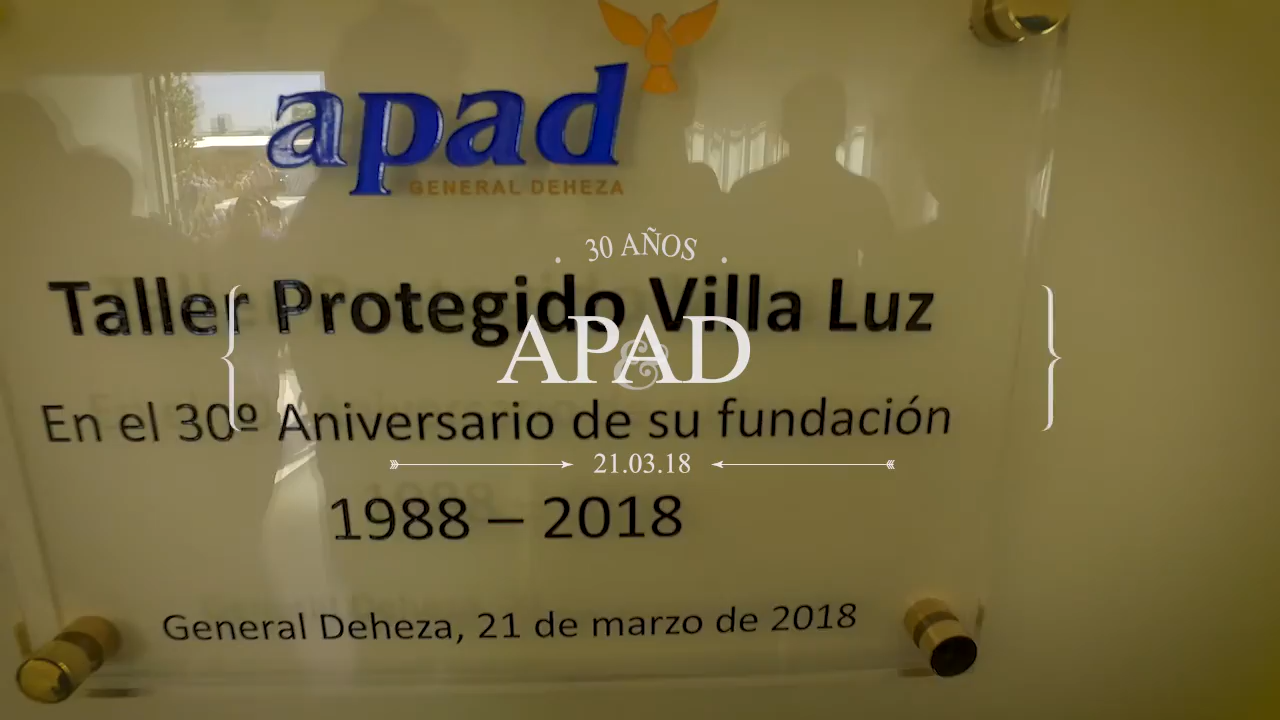 apad
GENERAL DEHEZA
. 30 AÑOS .
Taller Protegido Villa Luz
APAD
&
En el 30º Aniversario de su fundación
21.03.18
1988 – 2018
General Deheza, 21 de marzo de 2018